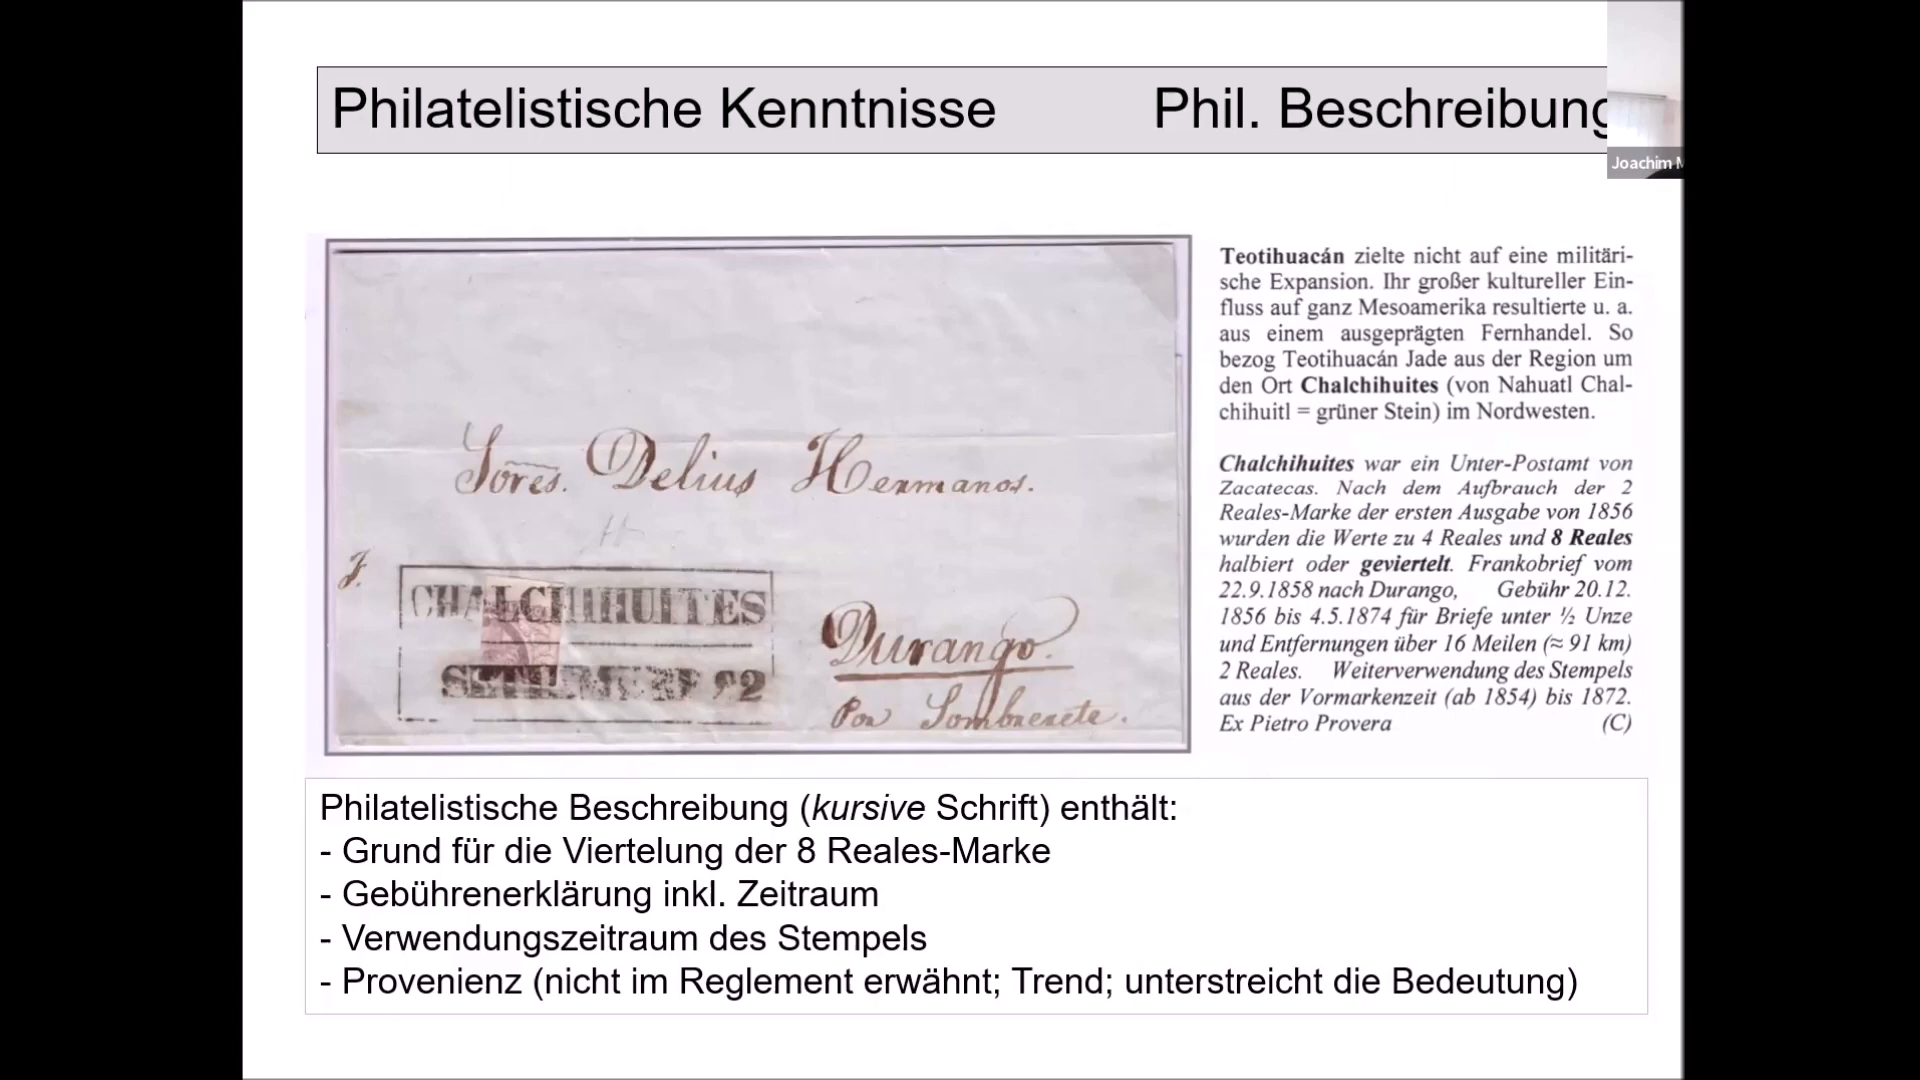 Philatelistische Kenntnisse Phil. Beschreibung
Joachim M
Sōres. Delius Hermanos.
F.
CHALCHIHUITES
SETIEMBRE 22
Durango.
Por Sombrerete.
Teotihuacán zielte nicht auf eine militäri-
sche Expansion. Ihr großer kultureller Ein-
fluss auf ganz Mesoamerika resultierte u. a.
aus einem ausgeprägten Fernhandel. So
bezog Teotihuacán Jade aus der Region um
den Ort Chalchihuites (von Nahuatl Chal-
chihuitl = grüner Stein) im Nordwesten.
Chalchihuites war ein Unter-Postamt von
Zacatecas. Nach dem Aufbrauch der 2
Reales-Marke der ersten Ausgabe von 1856
wurden die Werte zu 4 Reales und 8 Reales
halbiert oder geviertelt. Frankobrief vom
22.9.1858 nach Durango, Gebühr 20.12.
1856 bis 4.5.1874 für Briefe unter ½ Unze
und Entfernungen über 16 Meilen (≈ 91 km)
2 Reales. Weiterverwendung des Stempels
aus der Vormarkenzeit (ab 1854) bis 1872.
Ex Pietro Provera (C)
Philatelistische Beschreibung (kursive Schrift) enthält:
- Grund für die Viertelung der 8 Reales-Marke
- Gebührenerklärung inkl. Zeitraum
- Verwendungszeitraum des Stempels
- Provenienz (nicht im Reglement erwähnt; Trend; unterstreicht die Bedeutung)